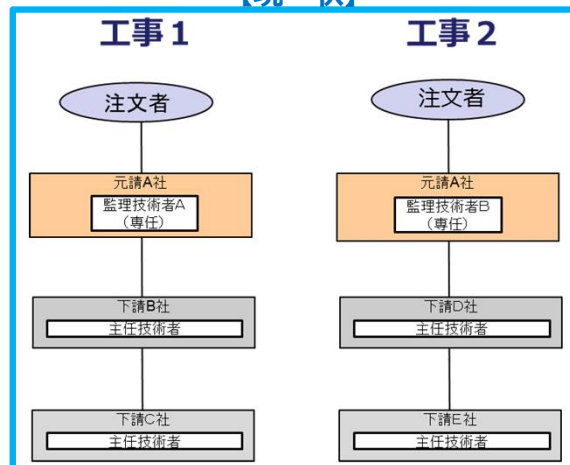 工事1
注文者
元請A社
監理技術者A
(専任)
下請B社
主任技術者
下請C社
主任技術者
工事2
注文者
元請A社
監理技術者B
(専任)
下請D社
主任技術者
下請E社
主任技術者